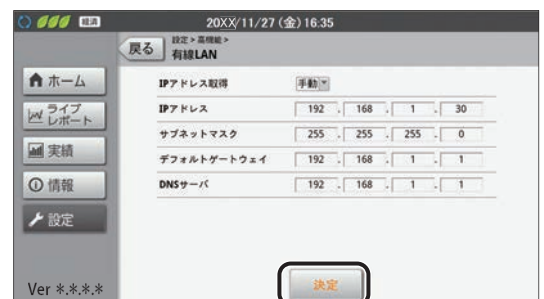 経済
20XX/11/27 (金) 16:35
戻る
設定 > 高機能 >
有線LAN
ホーム
ライブ
レポート
実績
情報
設定
Ver *.*.*.*
IPアドレス取得 手動
IPアドレス 192 . 168 . 1 . 30
サブネットマスク 255 . 255 . 255 . 0
デフォルトゲートウェイ 192 . 168 . 1 . 1
DNSサーバ 192 . 168 . 1 . 1
決定